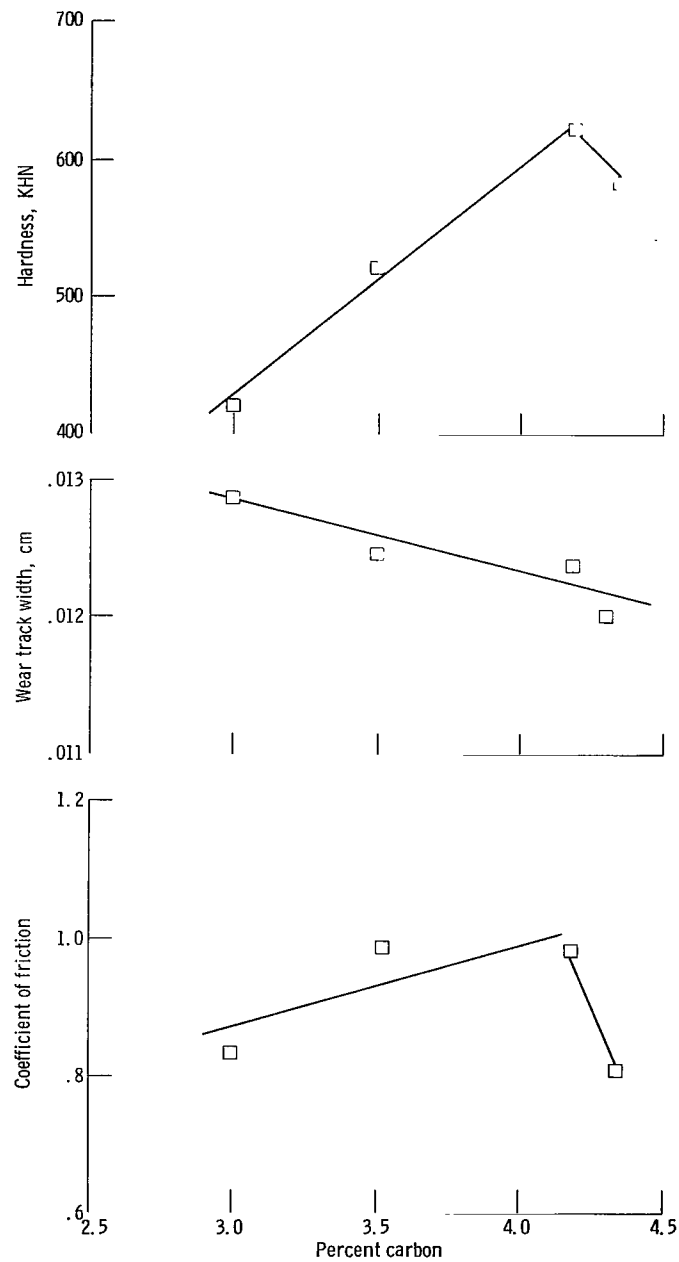 700
600
500
400
Hardness, KHN
.013
.012
.011
Wear track width, cm
1.2
1.0
.8
.6
Coefficient of friction
2.5 3.0 3.5 4.0 4.5
Percent carbon